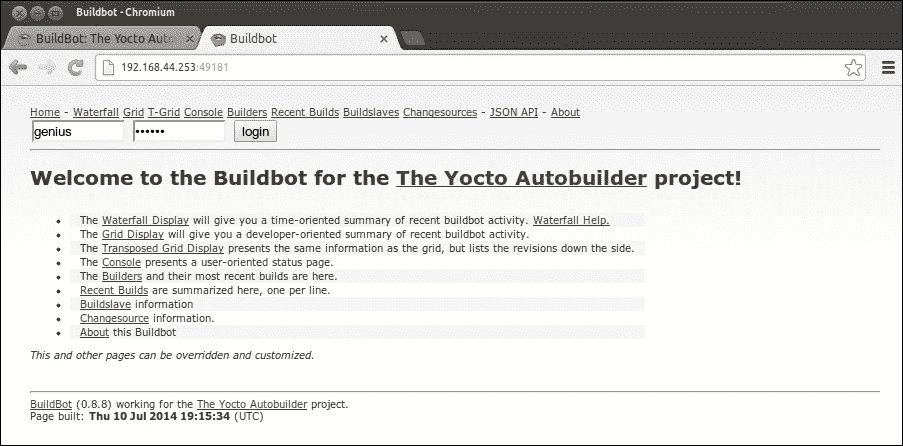 Buildbot - Chromium
BuildBot: The Yocto Auto
Buildbot
192.168.44.253:49181
Home - Waterfall Grid T-Grid Console Builders Recent Builds Buildslaves Changesources - JSON API - About
genius •••••• login
Welcome to the Buildbot for the The Yocto Autobuilder project!
• The Waterfall Display will give you a time-oriented summary of recent buildbot activity. Waterfall Help.
• The Grid Display will give you a developer-oriented summary of recent buildbot activity.
• The Transposed Grid Display presents the same information as the grid, but lists the revisions down the side.
• The Console presents a user-oriented status page.
• The Builders and their most recent builds are here.
• Recent Builds are summarized here, one per line.
• Buildslave information
• Changesource information.
• About this Buildbot
This and other pages can be overridden and customized.
BuildBot (0.8.8) working for the The Yocto Autobuilder project.
Page built: Thu 10 Jul 2014 19:15:34 (UTC)